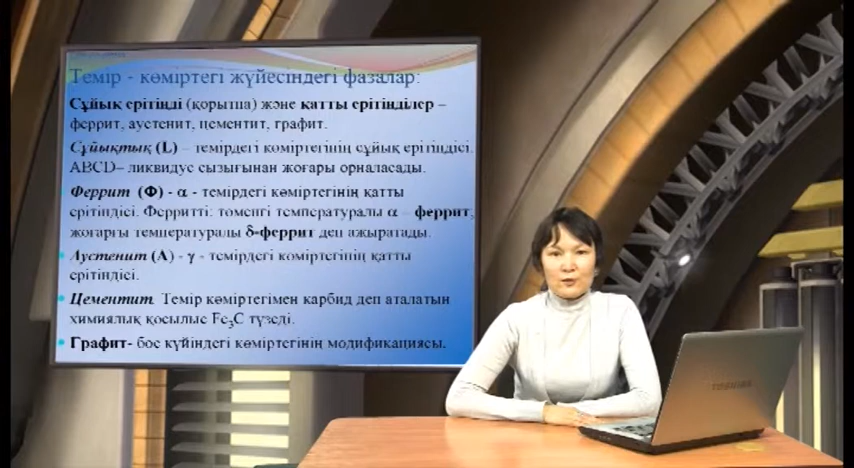 Темір - көміртегі жүйесіндегі фазалар:
Сұйық ерітінді (қорытпа) және қатты ерітінділер –
феррит, аустенит, цементит, графит.
Сұйықтық (L) – темірдегі көміртегінің сұйық ерітіндісі.
ABCD– ликвидус сызығынан жоғары орналасады.
Феррит (Ф) - α - темірдегі көміртегінің қатты
ерітіндісі. Ферритті: төменгі температуралы α – феррит,
жоғарғы температуралы δ-феррит деп ажыратады.
Аустенит (А) - γ - темірдегі көміртегінің қатты
ерітіндісі.
Цементит. Темір көміртегімен карбид деп аталатын
химиялық қосылыс Fe₃C түзеді.
Графит- бос күйіндегі көміртегінің модификациясы.
TOSHIBA